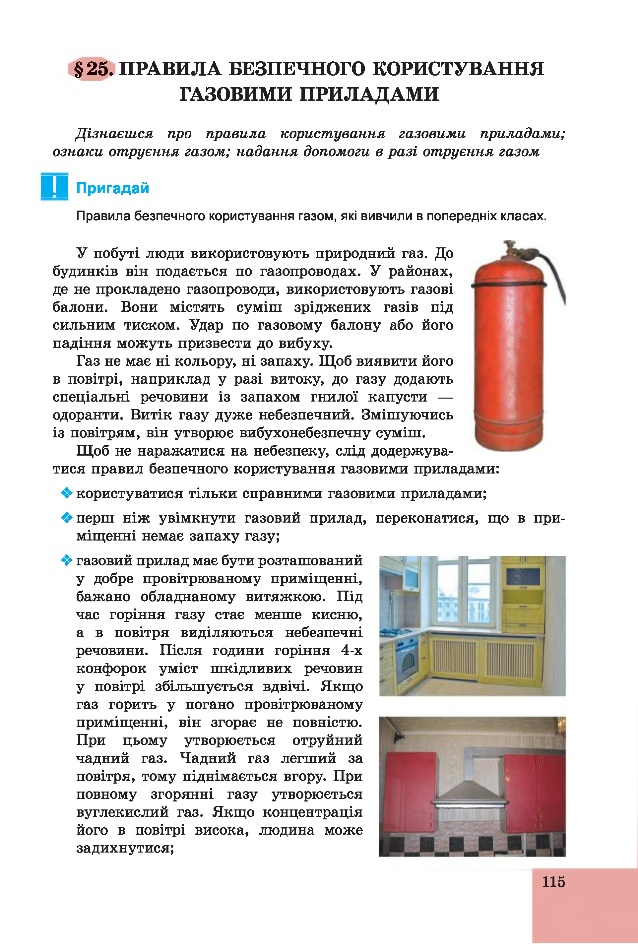 § 25. ПРАВИЛА БЕЗПЕЧНОГО КОРИСТУВАННЯ
ГАЗОВИМИ ПРИЛАДАМИ
Дізнаєшся про правила користування газовими приладами;
ознаки отруєння газом; надання допомоги в разі отруєння газом
! Пригадай
Правила безпечного користування газом, які вивчили в попередніх класах.
У побуті люди використовують природний газ. До
будинків він подається по газопроводах. У районах,
де не прокладено газопроводи, використовують газові
балони. Вони містять суміш зріджених газів під
сильним тиском. Удар по газовому балону або його
падіння можуть призвести до вибуху.
Газ не має ні кольору, ні запаху. Щоб виявити його
в повітрі, наприклад у разі витоку, до газу додають
спеціальні речовини із запахом гнилої капусти —
одоранти. Витік газу дуже небезпечний. Змішуючись
із повітрям, він утворює вибухонебезпечну суміш.
Щоб не наражатися на небезпеку, слід додержува-
тися правил безпечного користування газовими приладами:
❖ користуватися тільки справними газовими приладами;
❖ перш ніж увімкнути газовий прилад, переконатися, що в при-
міщенні немає запаху газу;
❖ газовий прилад має бути розташований
у добре провітрюваному приміщенні,
бажано обладнаному витяжкою. Під
час горіння газу стає менше кисню,
а в повітря виділяються небезпечні
речовини. Після години горіння 4-х
конфорок уміст шкідливих речовин
у повітрі збільшується вдвічі. Якщо
газ горить у погано провітрюваному
приміщенні, він згорає не повністю.
При цьому утворюється отруйний
чадний газ. Чадний газ легший за
повітря, тому піднімається вгору. При
повному згорянні газу утворюється
вуглекислий газ. Якщо концентрація
його в повітрі висока, людина може
задихнутися;
115